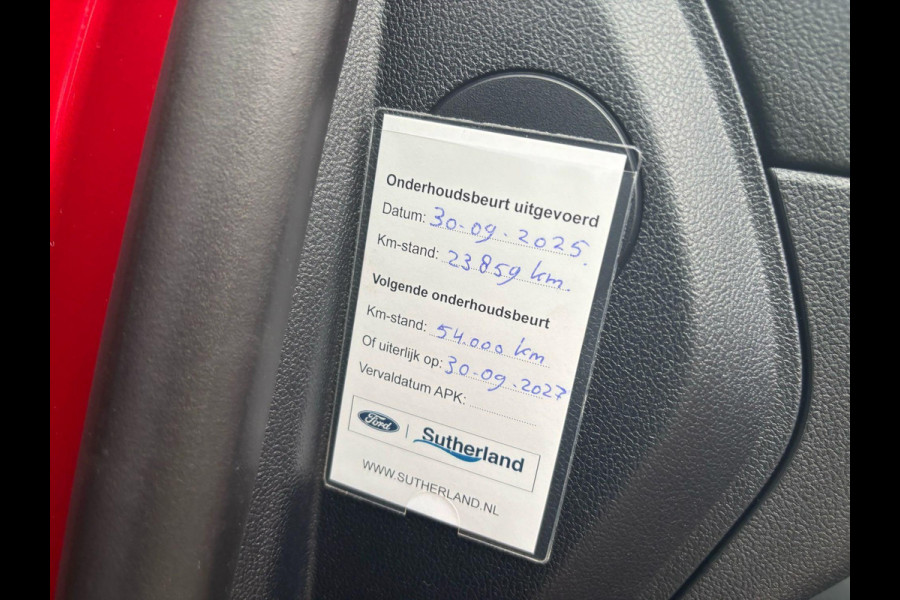 Onderhoudsbeurt uitgevoerd
Datum: 30-09-2025.
Km-stand: 23859 km.
Volgende onderhoudsbeurt
Km-stand: 54.000 km
Of uiterlijk op: 30-09-2027
Vervaldatum APK:
Ford | Sutherland
WWW.SUTHERLAND.NL